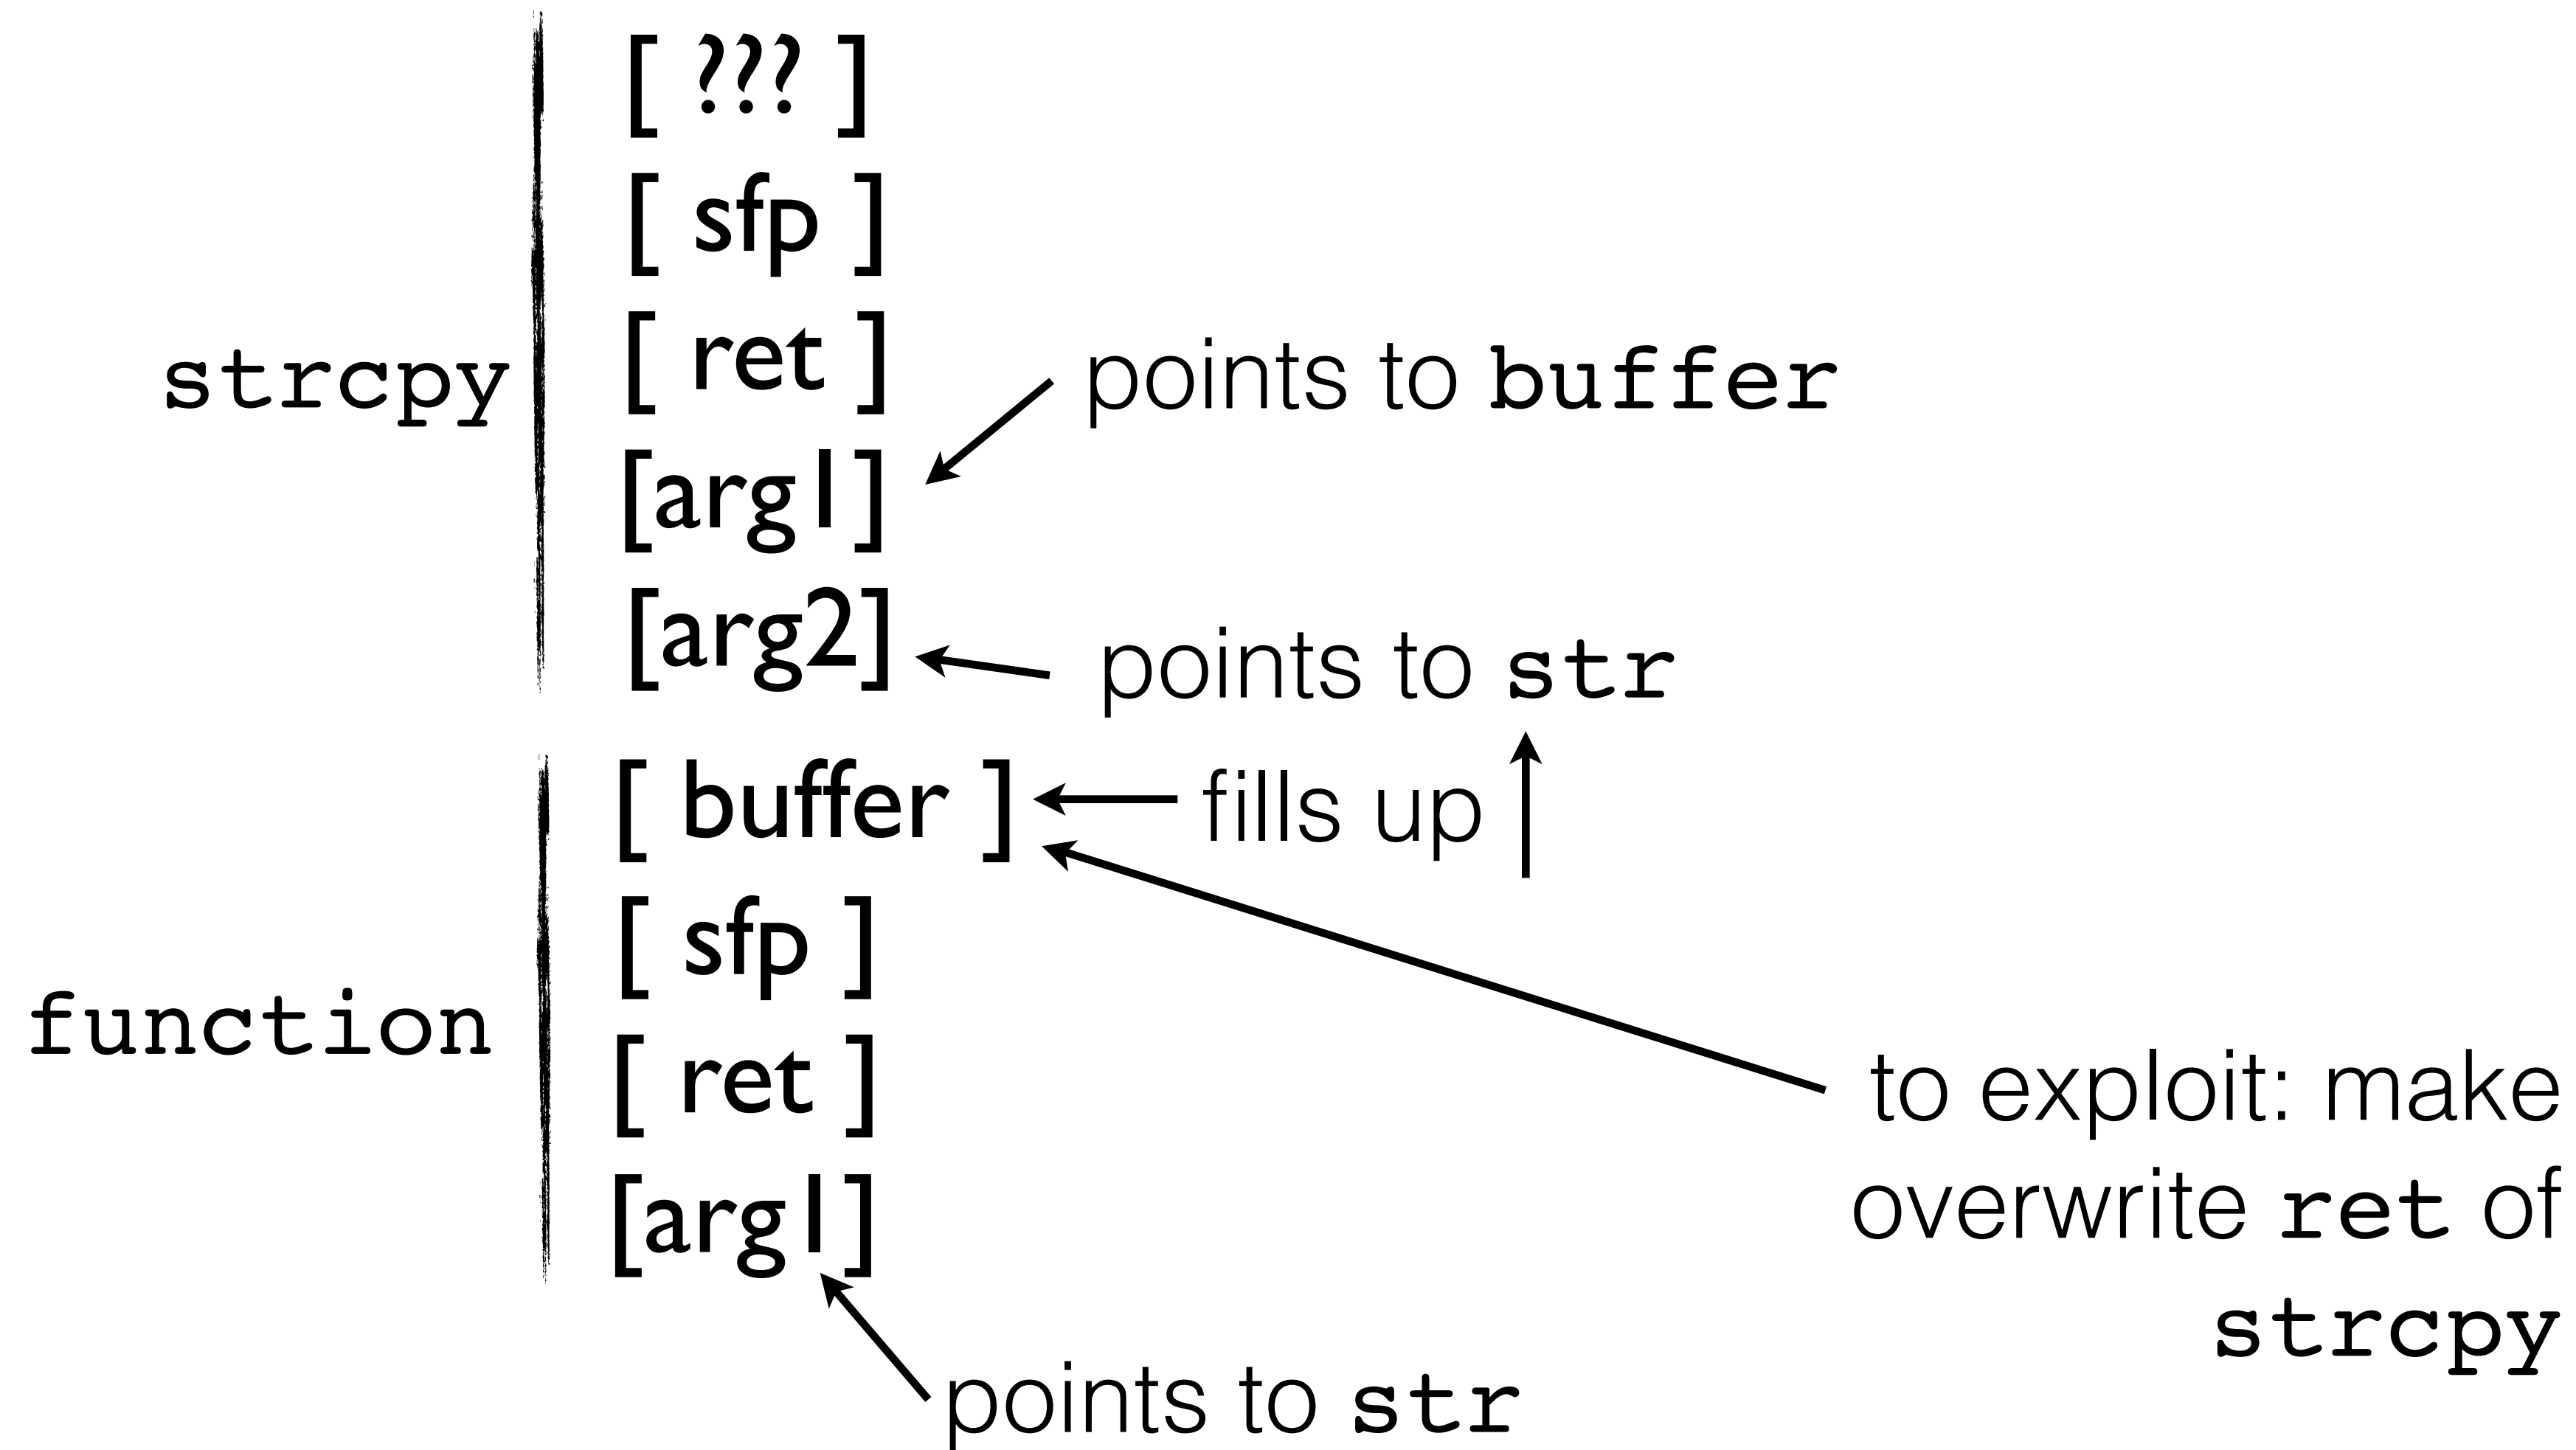 [ ??? ]
[ sfp ]
strcpy
[ ret ]
points to buffer
[arg1]
[arg2]
points to str
[ buffer ]
fills up
[ sfp ]
function
[ ret ]
to exploit: make
overwrite ret of
strcpy
[arg1]
points to str